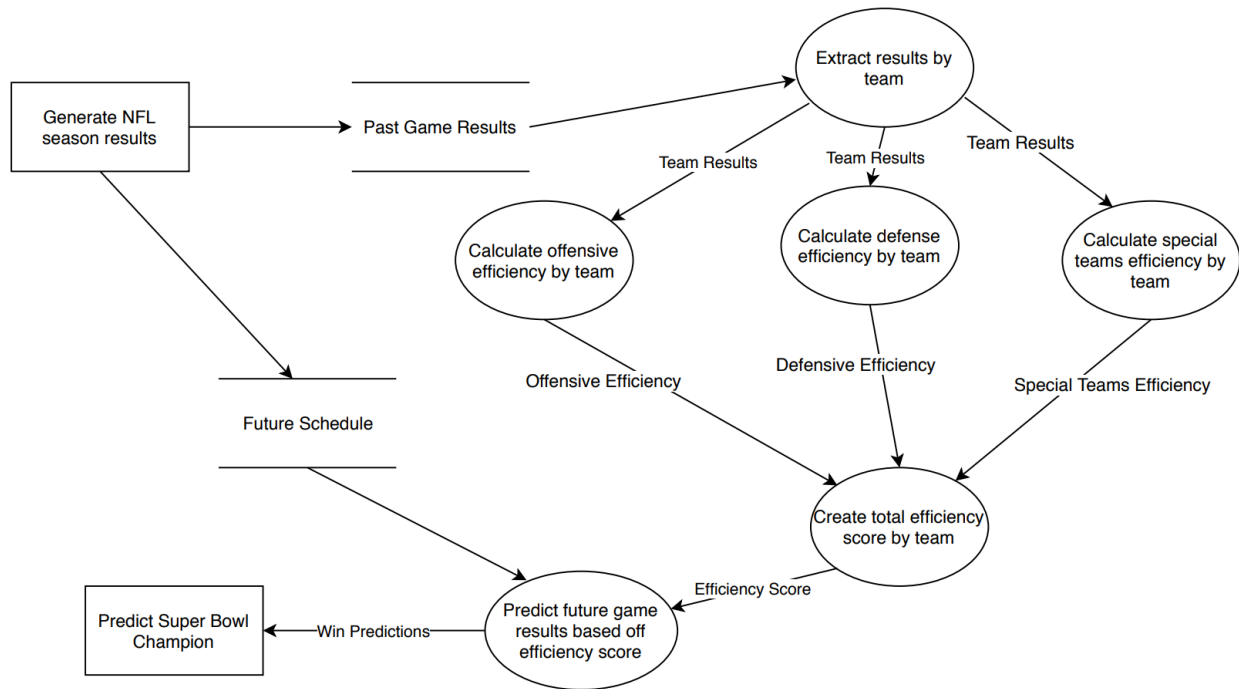 Extract results by
team
Generate NFL
season results
Past Game Results
Team Results
Team Results
Team Results
Calculate offensive
efficiency by team
Calculate defense
efficiency by team
Calculate special
teams efficiency by
team
Offensive Efficiency
Defensive Efficiency
Special Teams Efficiency
Future Schedule
Create total efficiency
score by team
Efficiency Score
Predict Super Bowl
Champion
Win Predictions
Predict future game
results based off
efficiency score